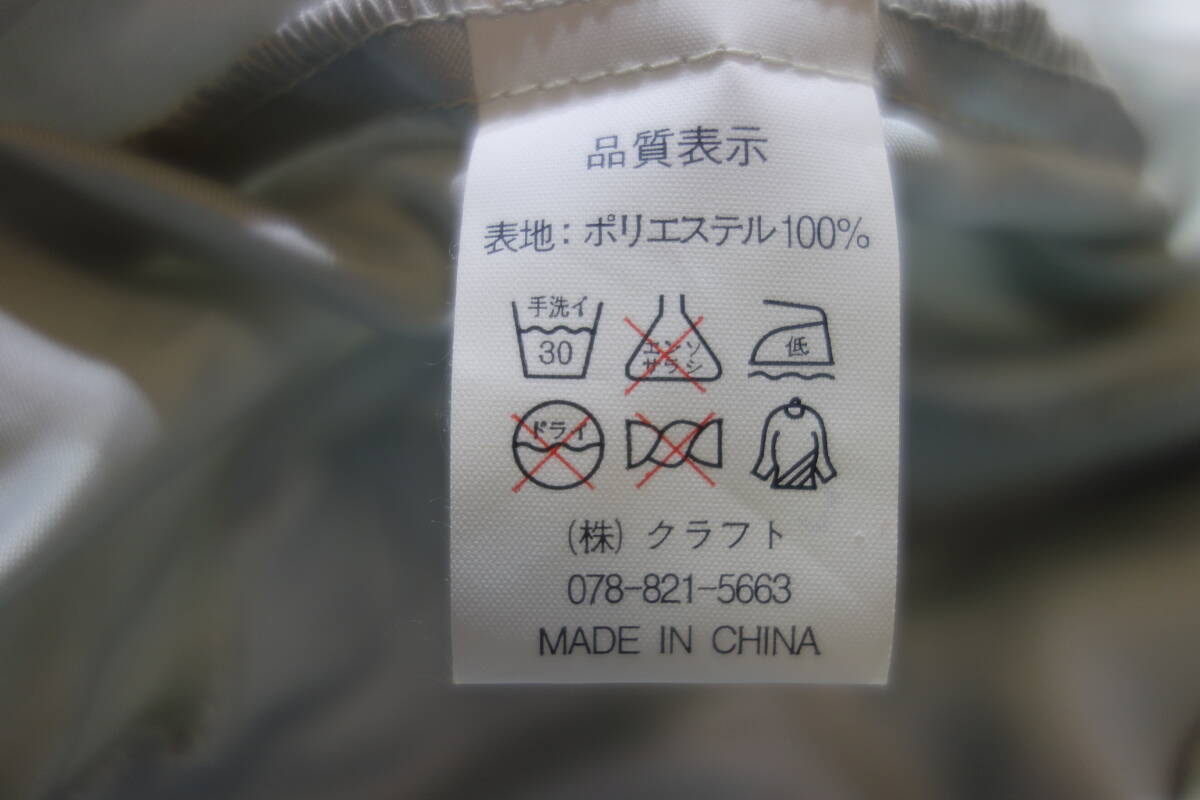 品質表示
表地:ポリエステル100%
手洗イ
30
エンソ
サラシ
低
ドライ
(株) クラフト
078-821-5663
MADE IN CHINA